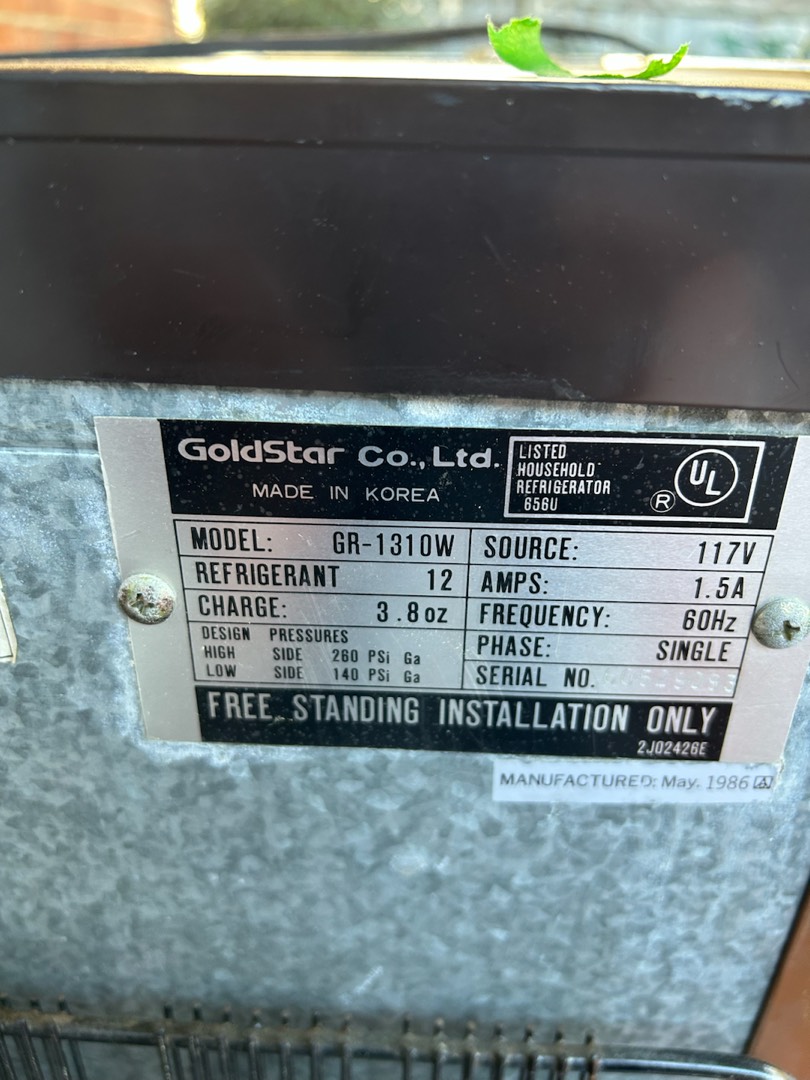 GoldStar Co., Ltd.
MADE IN KOREA
LISTED
HOUSEHOLD
REFRIGERATOR
656U
® UL
MODEL: GR-1310W
REFRIGERANT 12
CHARGE: 3.8oz
DESIGN PRESSURES
HIGH SIDE 260 PSi Ga
LOW SIDE 140 PSi Ga
SOURCE: 117V
AMPS: 1.5A
FREQUENCY: 60Hz
PHASE: SINGLE
SERIAL NO.
FREE STANDING INSTALLATION ONLY
2J02426E
MANUFACTURED: May. 1986